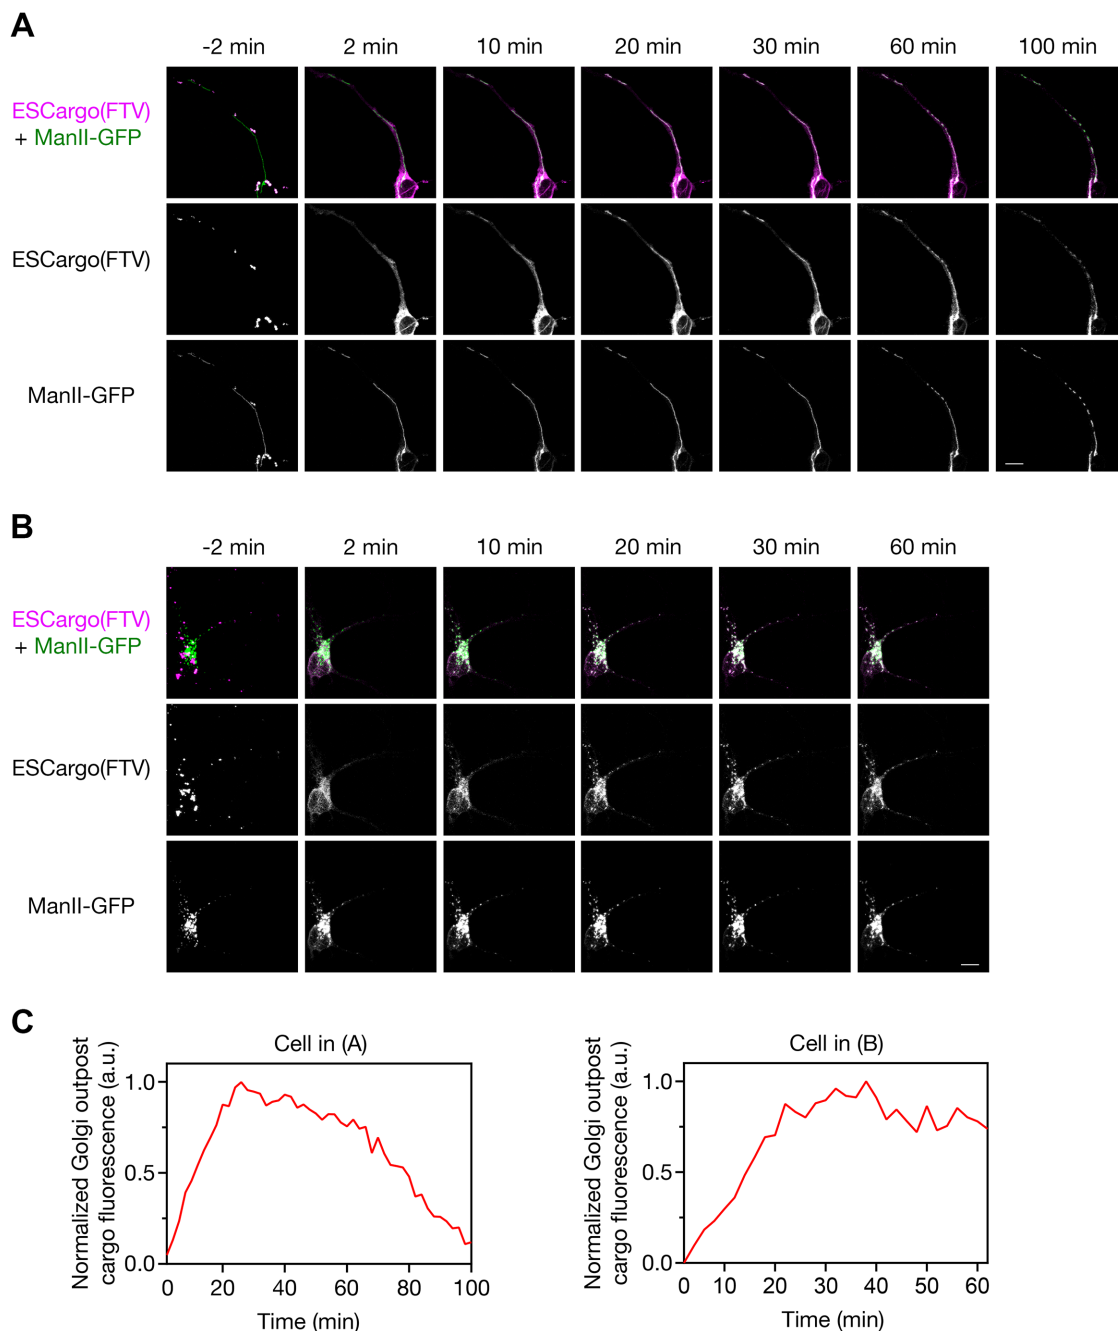 A
-2 min 2 min 10 min 20 min 30 min 60 min 100 min
ESCargo(FTV)
+ ManII-GFP
ESCargo(FTV)
ManII-GFP
B
-2 min 2 min 10 min 20 min 30 min 60 min
ESCargo(FTV)
+ ManII-GFP
ESCargo(FTV)
ManII-GFP
C
Cell in (A)
Normalized Golgi outpost
cargo fluorescence (a.u.)
1.0
0.5
0.0
0 20 40 60 80 100
Time (min)
Cell in (B)
Normalized Golgi outpost
cargo fluorescence (a.u.)
1.0
0.5
0.0
0 10 20 30 40 50 60
Time (min)